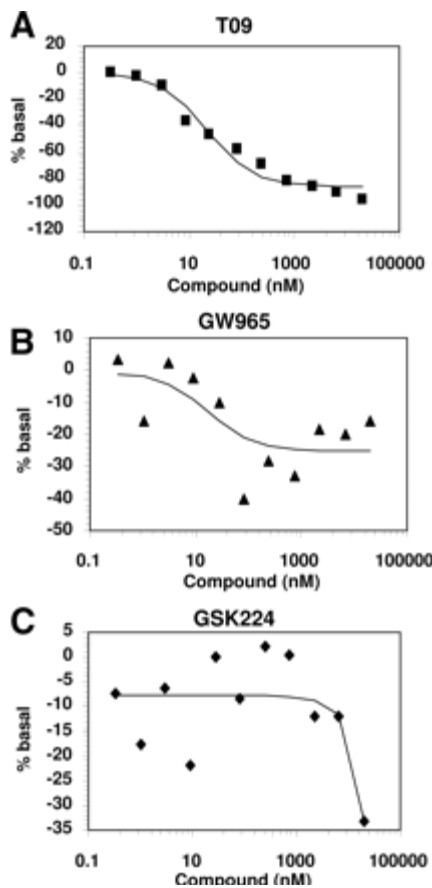 A
T09
20
0
-20
-40
-60
-80
-100
-120
% basal
0.1 10 1000 100000
Compound (nM)
B
GW965
10
0
-10
-20
-30
-40
-50
% basal
0.1 10 1000 100000
Compound (nM)
C
GSK224
5
0
-5
-10
-15
-20
-25
-30
-35
% basal
0.1 10 1000 100000
Compound (nM)